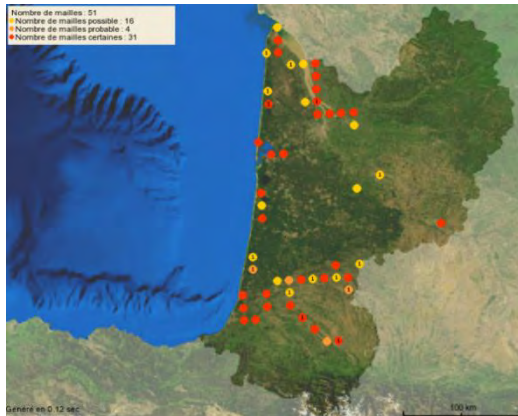 Nombre de mailles : 51
Nombre de mailles possible : 16
Nombre de mailles probable : 4
Nombre de mailles certaines : 31
Généré en 0.12 sec
100 km